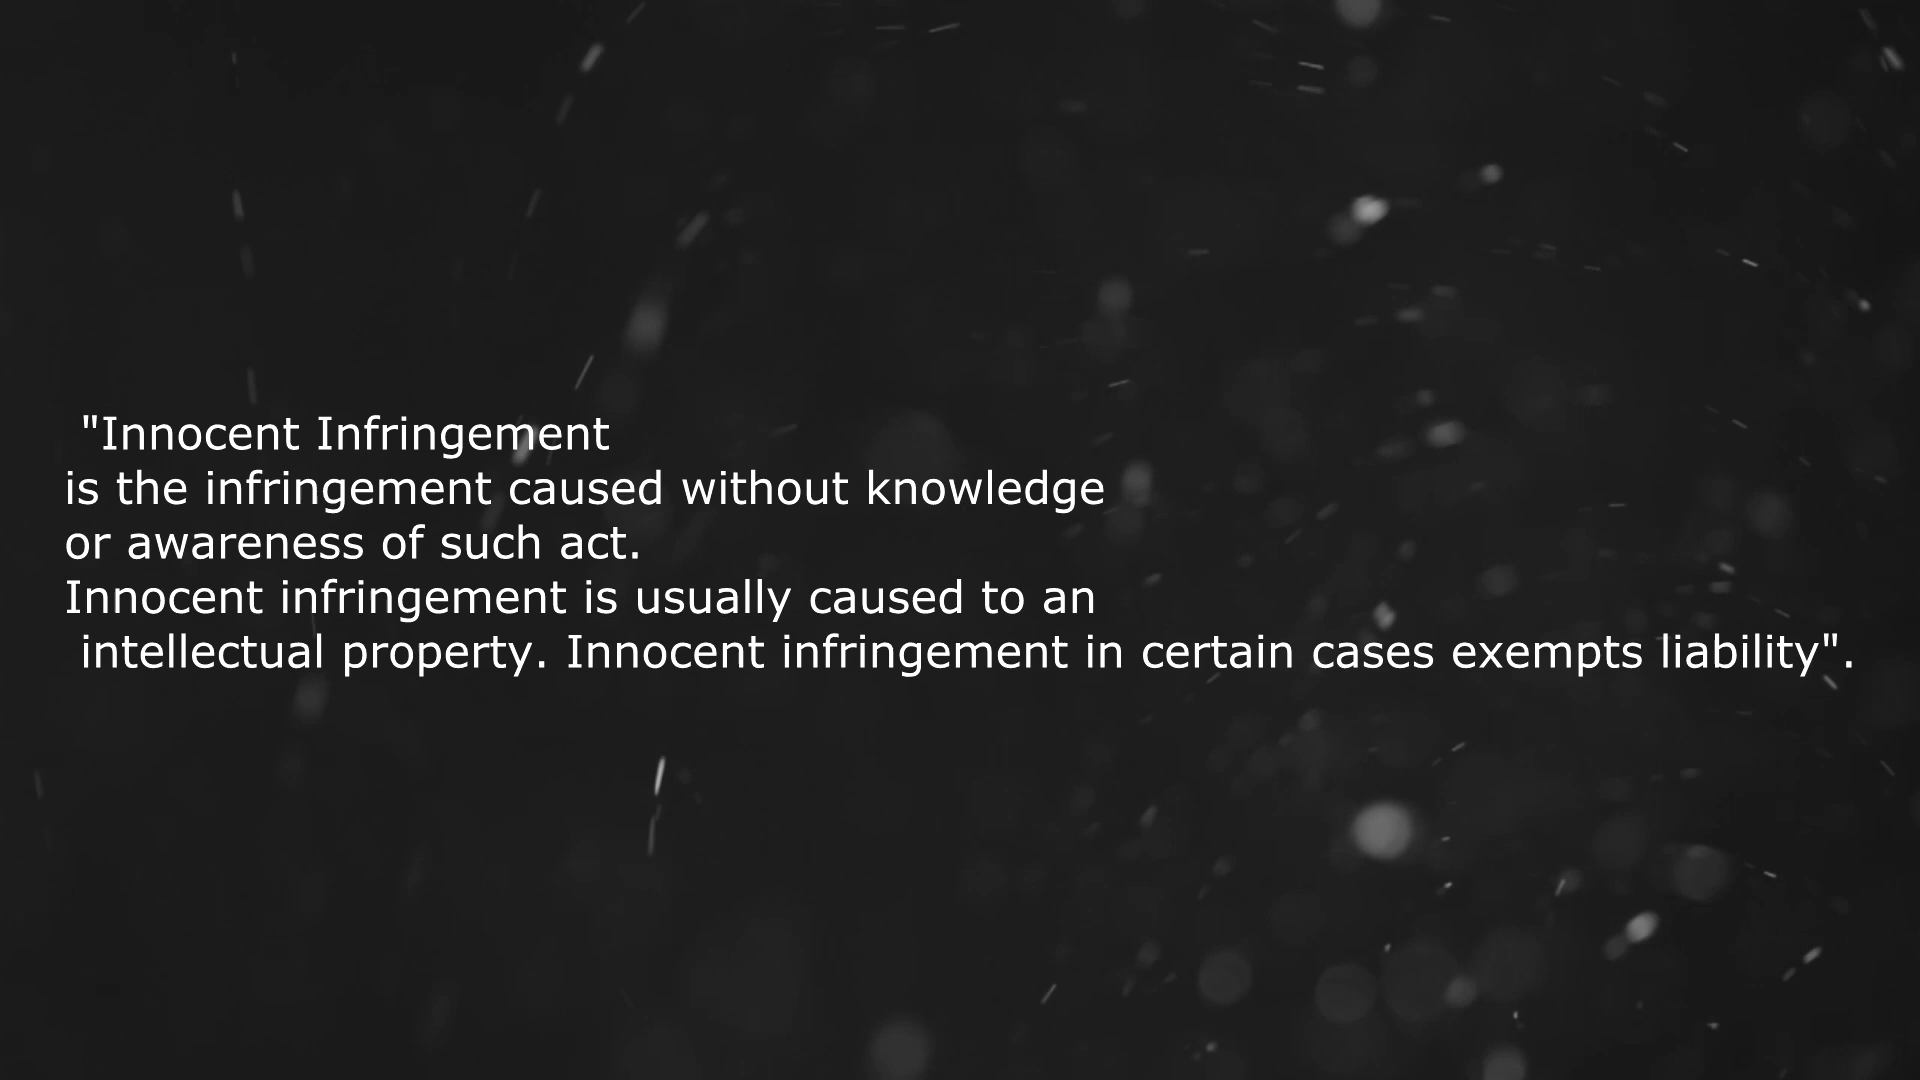 "Innocent Infringement
is the infringement caused without knowledge
or awareness of such act.
Innocent infringement is usually caused to an
intellectual property. Innocent infringement in certain cases exempts liability".